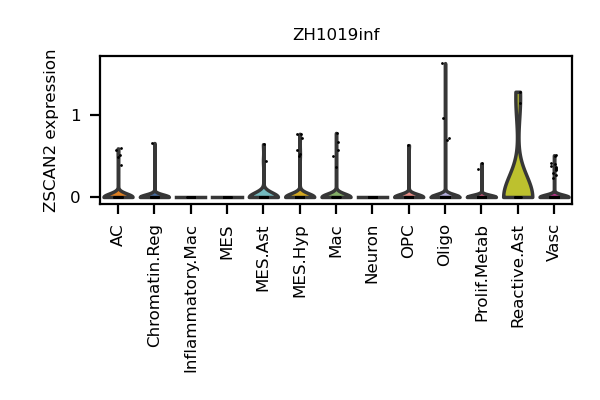 ZH1019inf
ZSCAN2 expression
1
0
AC
Chromatin.Reg
Inflammatory.Mac
MES
MES.Ast
MES.Hyp
Mac
Neuron
OPC
Oligo
Prolif.Metab
Reactive.Ast
Vasc